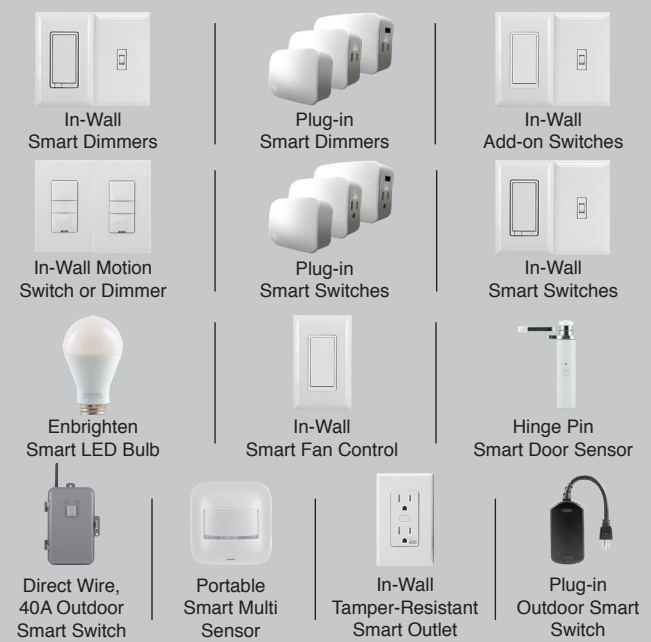 In-Wall
Smart Dimmers
Plug-in
Smart Dimmers
In-Wall
Add-on Switches
In-Wall Motion
Switch or Dimmer
Plug-in
Smart Switches
In-Wall
Smart Switches
Enbrighten
Smart LED Bulb
In-Wall
Smart Fan Control
Hinge Pin
Smart Door Sensor
Direct Wire,
40A Outdoor
Smart Switch
Portable
Smart Multi
Sensor
In-Wall
Tamper-Resistant
Smart Outlet
Plug-in
Outdoor Smart
Switch